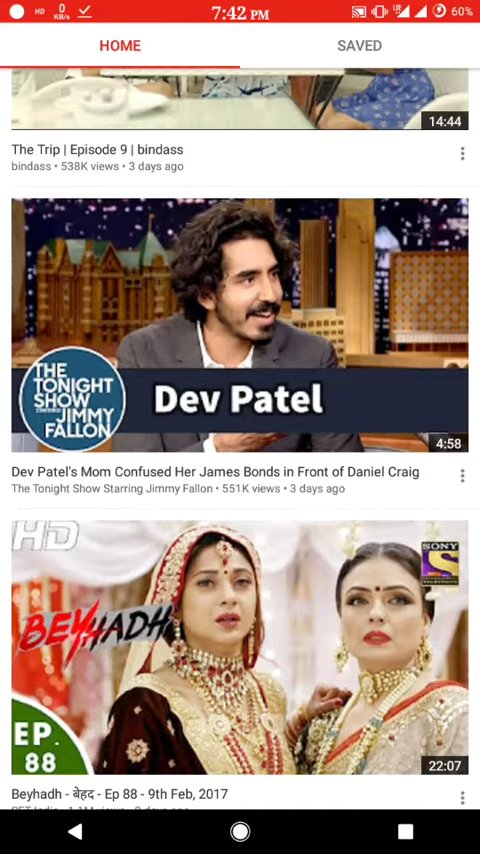 HD
0
KB/s
7:42 PM
LTE
60%
HOME
SAVED
14:44
The Trip | Episode 9 | bindass
bindass • 538K views • 3 days ago
THE
TONIGHT
SHOW
STARRING
JIMMY
FALLON
Dev Patel
4:58
Dev Patel's Mom Confused Her James Bonds in Front of Daniel Craig
The Tonight Show Starring Jimmy Fallon • 551K views • 3 days ago
HD
SONY
BEYHADH
EP.
88
22:07
Beyhadh - बेहद - Ep 88 - 9th Feb, 2017